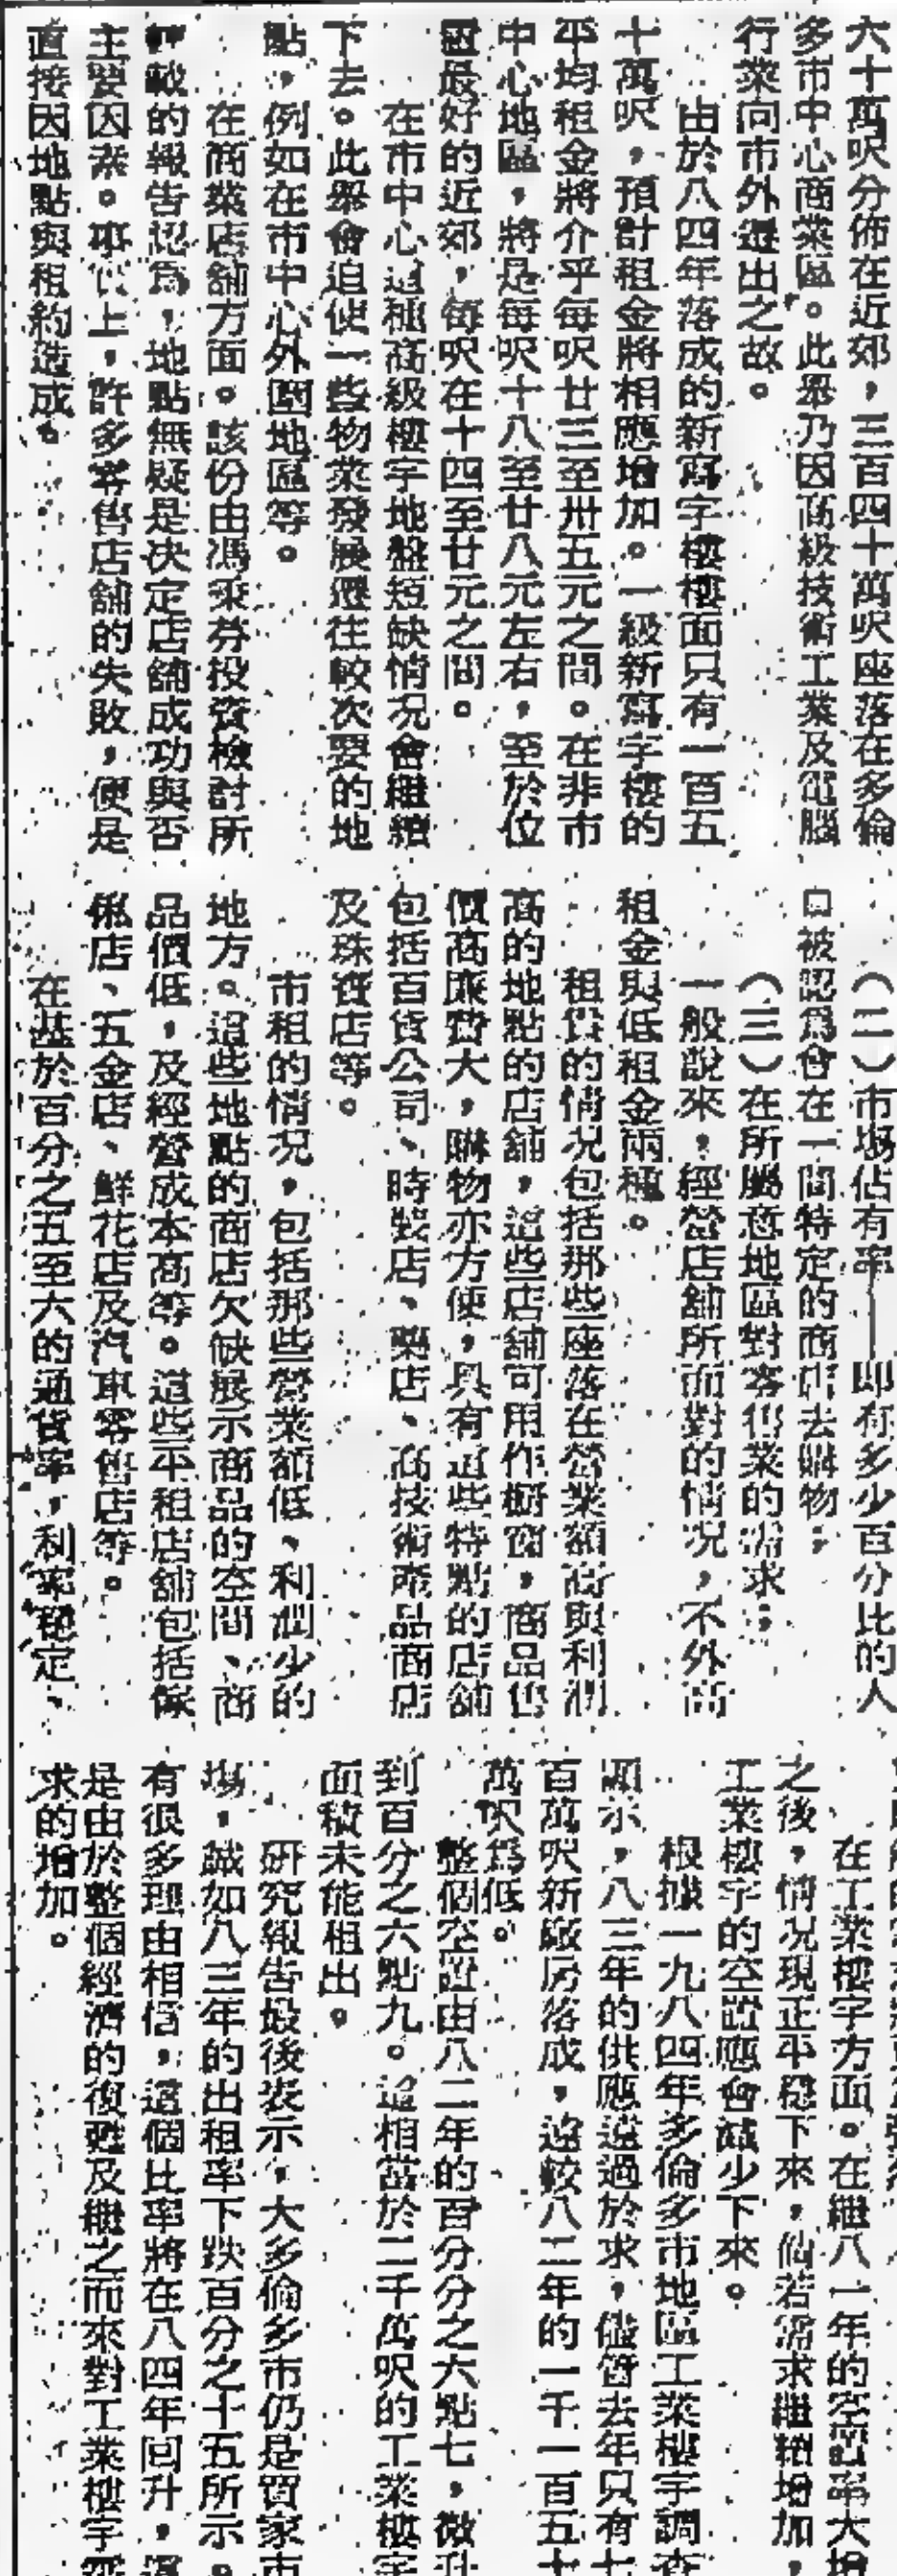 六十萬呎分佈在近郊，三百四十萬呎座落在多倫
多市中心商業區。此舉乃因高級技術工業及電腦
行業向市外遷出之故。
由於八四年落成的新寫字樓樓面只有一百五
十萬呎，預計租金將相應增加。一級新寫字樓的
平均租金將介乎每呎廿三至卅五元之間。在非市
中心地區，將是每呎十八至廿八元左右，至於位
置最好的近郊，每呎在十四至廿元之間。
在市中心這種高級樓宇地盤短缺情况會繼續
下去。此舉會迫使一些物業發展遷往較次要的地
點，例如在市中心外圍地區等。
在商業店舖方面。該份由馮秉芬投資檢討所
載的報告認爲，地點無疑是决定店舖成功與否
主要因素。事上，許多零售店舖的失敗，便是
直接因地點與租約造成。
（二）市塲佔有率——即有多少百分比的人
口被認爲會在一間特定的商店去購物；
（三）在所屬意地區對零售業的需求；
一般說來，經營店舖所面對的情况，不外高
租金與低租金兩種。
租貴的情况包括那些座落在營業額高與利潤
高的地點的店舖，這些店舖可用作櫥窗，商品售
價高廉費大，購物亦方便，具有這些特點的店舖
包括百貨公司、時裝店、藥店、高技術產品商店
及珠寶店等。
市租的情况，包括那些營業額低、利潤少的
地方。這些地點的商店欠缺展示商品的空間、商
品價低，及經營成本高等。這些平租店舖包括傢
俬店、五金店、鮮花店及汽車零售店等。
在基於百分之五至六的通貨率，利率穩定、
在工業樓宇方面。在繼八一年的空置率大增
之後，情况現正平穩下來，倘若需求繼續增加，
工業樓宇的空置應會減少下來。
根據一九八四年多倫多市地區工業樓宇調查
顯示，八三年的供應遠過於求，儘管去年只有七
百萬呎新廠房落成，遠較八二年的一千一百五十
萬呎爲低。
整個空置由八二年的百分分之六點七，微升
到百分之六點九。這相當於二千萬呎的工業樓宇
面積未能租出。
研究報告最後表示，大多倫多市仍是買家市
塲，誠如八三年的出租率下跌百分之十五所示。
有很多理由相信，這個比率將在八四年回升，這
是由於整個經濟的復甦及繼之而來對工業樓宇需
求的增加。